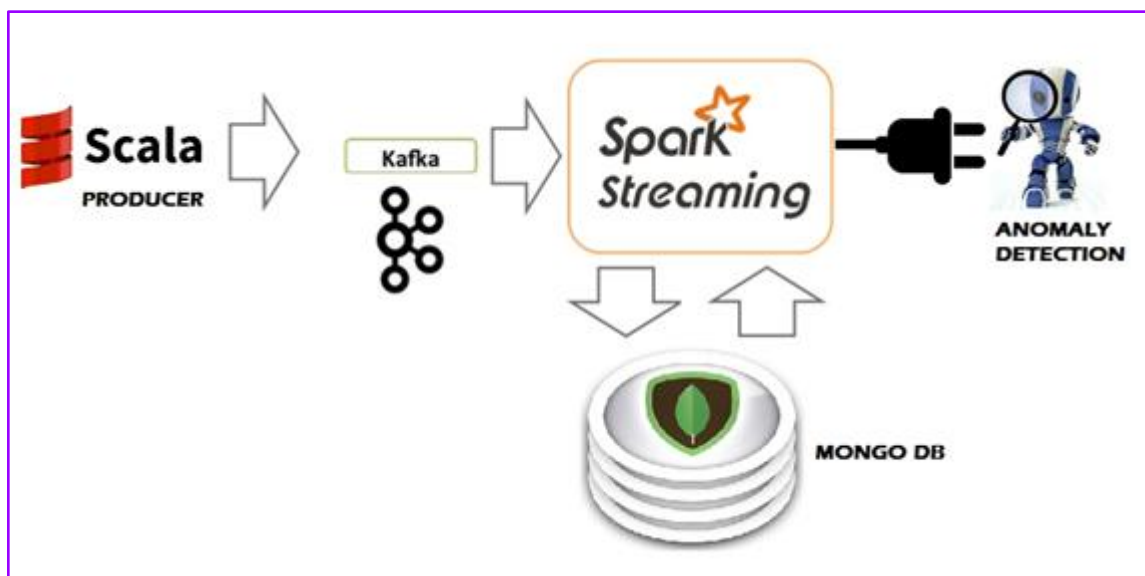 Scala
PRODUCER
Kafka
Spark
Streaming
ANOMALY
DETECTION
MONGO DB